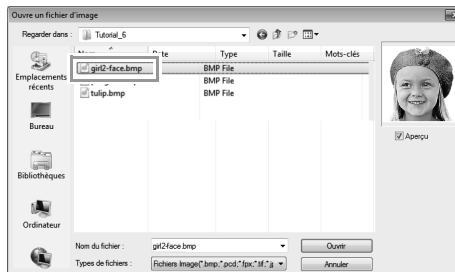 Ouvre un fichier d'image
Regarder dans : Tutorial_6
Nom Date Type Taille Mots-clés
girl2-face.bmp BMP File
BMP File
tulip.bmp BMP File
Emplacements récents
Bureau
Bibliothèques
Ordinateur
Aperçu
Nom du fichier : girl2-face.bmp Ouvrir
Types de fichiers : Fichiers Image(*.bmp;*.pcd;*.fpx;*.tif;*.jp Annuler